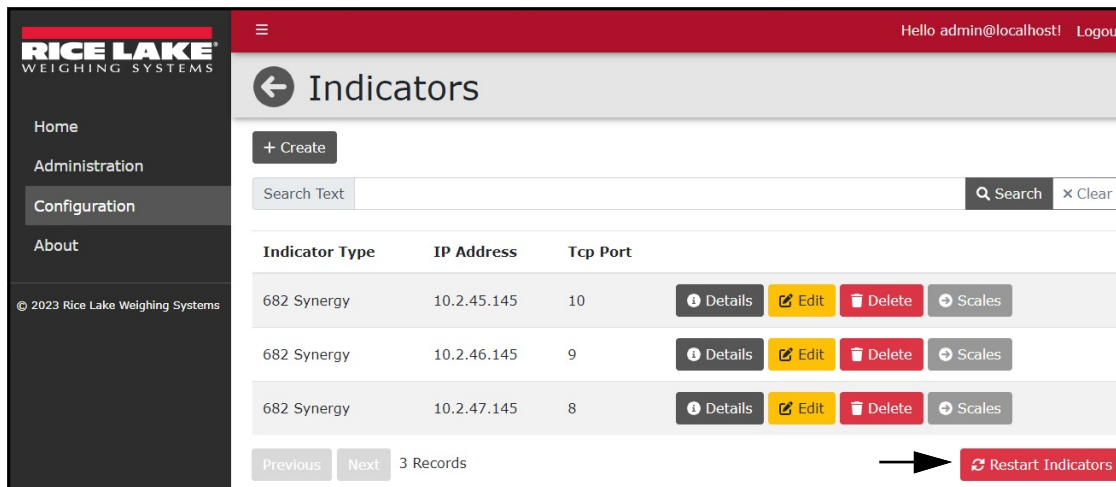 RICE LAKE®
WEIGHING SYSTEMS
Home
Administration
Configuration
About
© 2023 Rice Lake Weighing Systems
Hello admin@localhost! Logou
Indicators
+ Create
Search Text Search × Clear
Indicator Type IP Address Tcp Port
682 Synergy 10.2.45.145 10 Details Edit Delete Scales
682 Synergy 10.2.46.145 9 Details Edit Delete Scales
682 Synergy 10.2.47.145 8 Details Edit Delete Scales
Previous Next 3 Records Restart Indicators